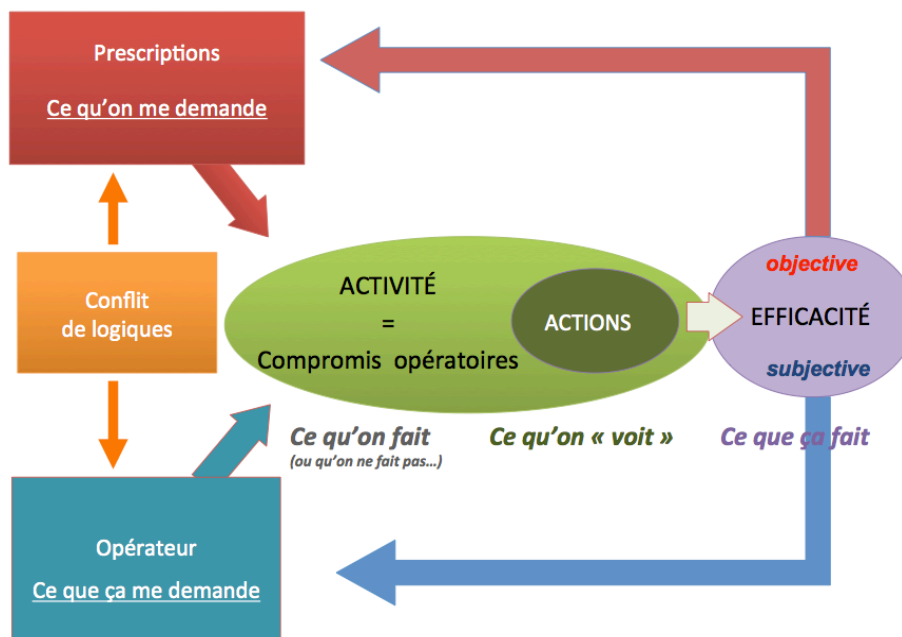 Prescriptions
Ce qu'on me demande
Conflit
de logiques
Opérateur
Ce que ça me demande
ACTIVITÉ
=
Compromis opératoires
ACTIONS
objective
EFFICACITÉ
subjective
Ce qu'on fait
(ou qu'on ne fait pas...)
Ce qu'on « voit »
Ce que ça fait